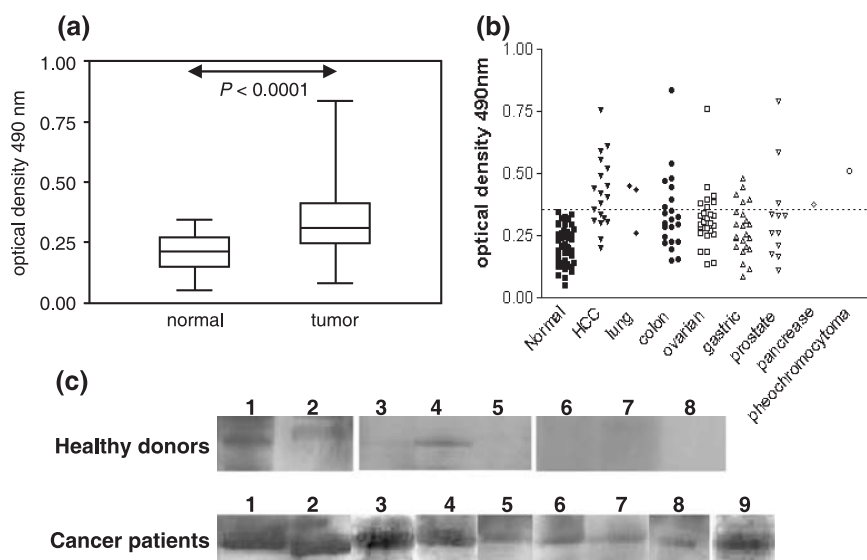 (a)
1.00
0.75
0.50
0.25
0.00
optical density 490 nm
P < 0.0001
normal
tumor
(b)
1.00
0.75
0.50
0.25
0.00
optical density 490nm
Normal
HCC
lung
colon
ovarian
gastric
prostate
pancrease
pheochromocytoma
(c)
1 2 3 4 5 6 7 8
Healthy donors
1 2 3 4 5 6 7 8 9
Cancer patients